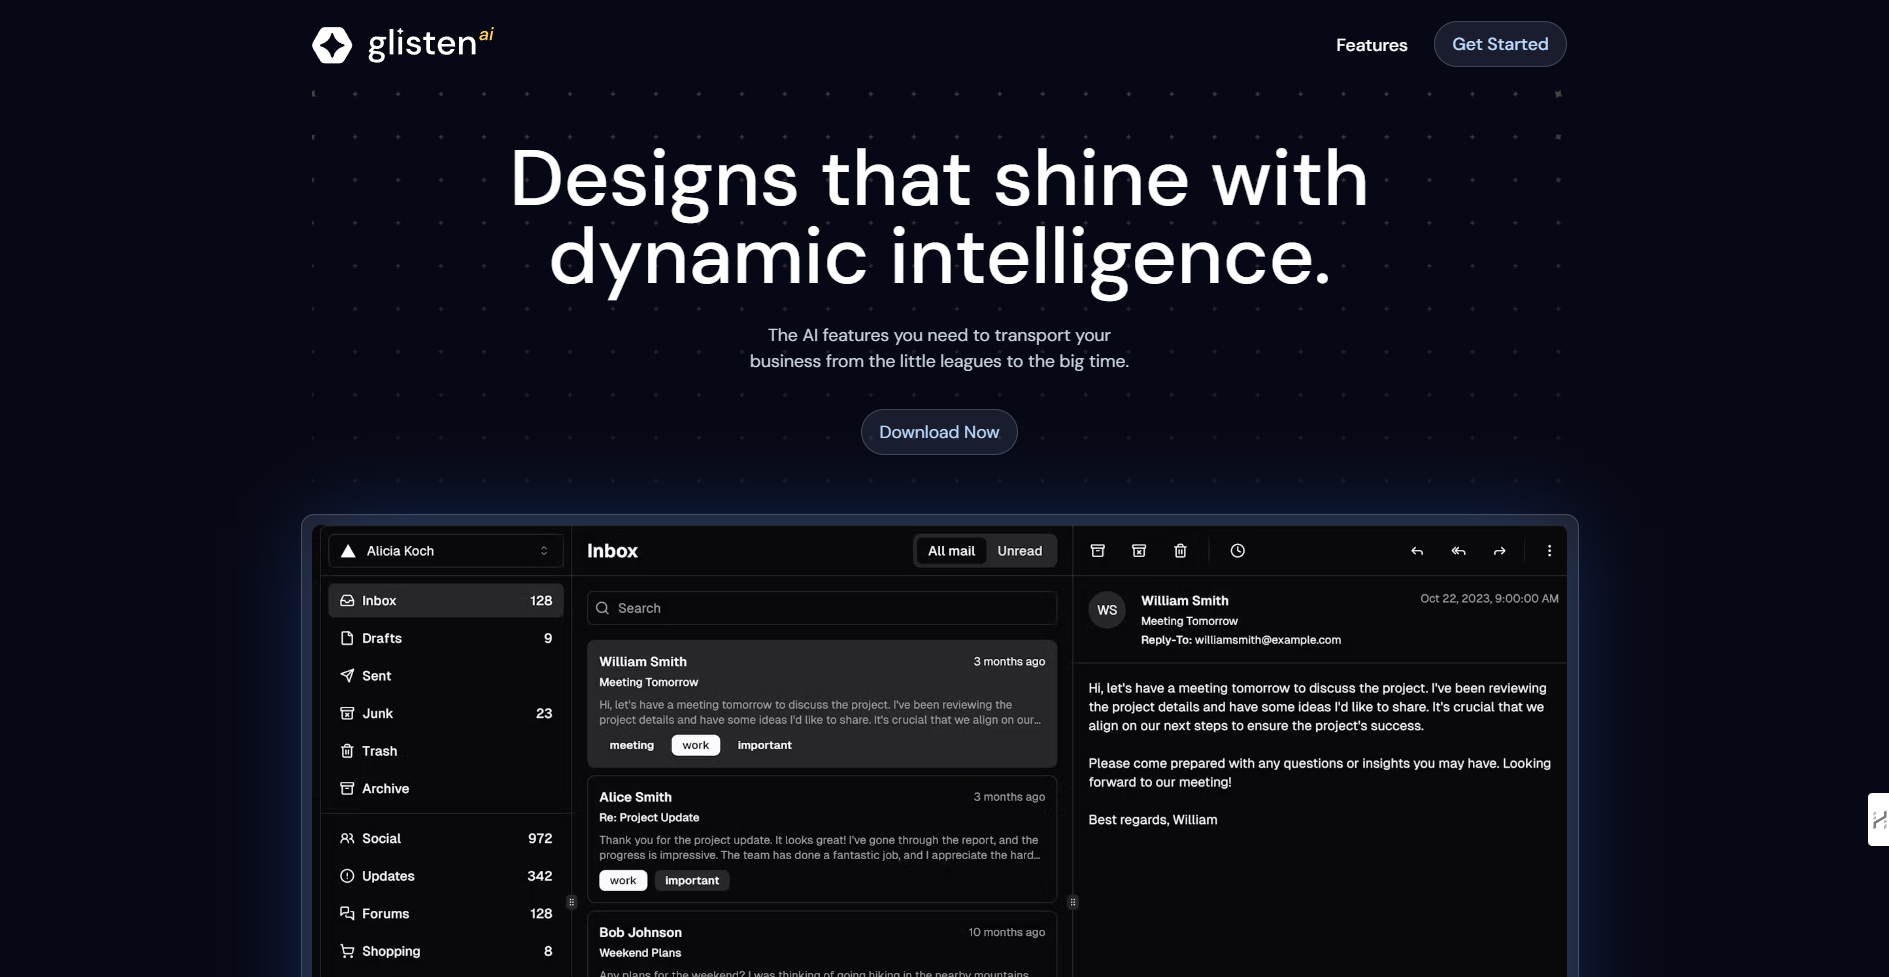 glisten ai
Features
Get Started
Designs that shine with
dynamic intelligence.
The AI features you need to transport your
business from the little leagues to the big time.
Download Now
Alicia Koch
Inbox 128
Drafts 9
Sent
Junk 23
Trash
Archive
Social 972
Updates 342
Forums 128
Shopping 8
Inbox
All mail
Unread
Search
William Smith
3 months ago
Meeting Tomorrow
Hi, let's have a meeting tomorrow to discuss the project. I've been reviewing the
project details and have some ideas I'd like to share. It's crucial that we align on our...
meeting work important
Alice Smith
3 months ago
Re: Project Update
Thank you for the project update. It looks great! I've gone through the report, and the
progress is impressive. The team has done a fantastic job, and I appreciate the hard...
work important
Bob Johnson
10 months ago
Weekend Plans
Any plans for the weekend? I was thinking of going hiking in the nearby mountains.
WS
William Smith
Oct 22, 2023, 9:00:00 AM
Meeting Tomorrow
Reply-To: williamsmith@example.com
Hi, let's have a meeting tomorrow to discuss the project. I've been reviewing
the project details and have some ideas I'd like to share. It's crucial that we
align on our next steps to ensure the project's success.
Please come prepared with any questions or insights you may have. Looking
forward to our meeting!
Best regards, William